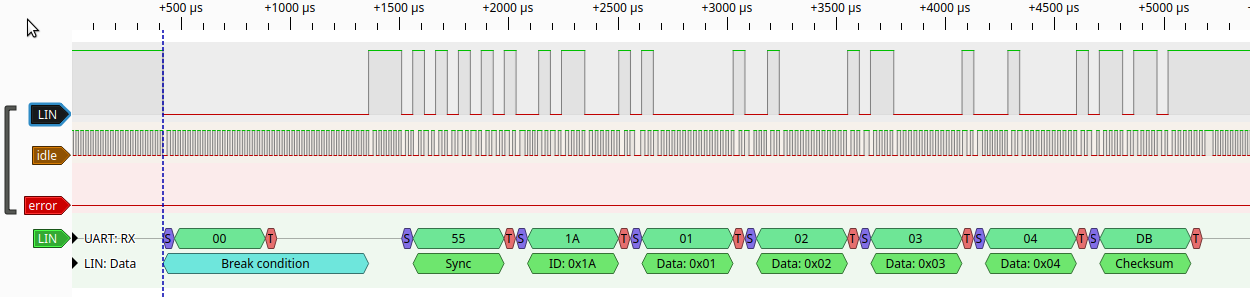 +500 µs +1000 µs +1500 µs +2000 µs +2500 µs +3000 µs +3500 µs +4000 µs +4500 µs +5000 µs
LIN
idle
error
LIN UART: RX S 00 T S 55 T S 1A T S 01 T S 02 T S 03 T S 04 T S DB T
LIN: Data Break condition Sync ID: 0x1A Data: 0x01 Data: 0x02 Data: 0x03 Data: 0x04 Checksum